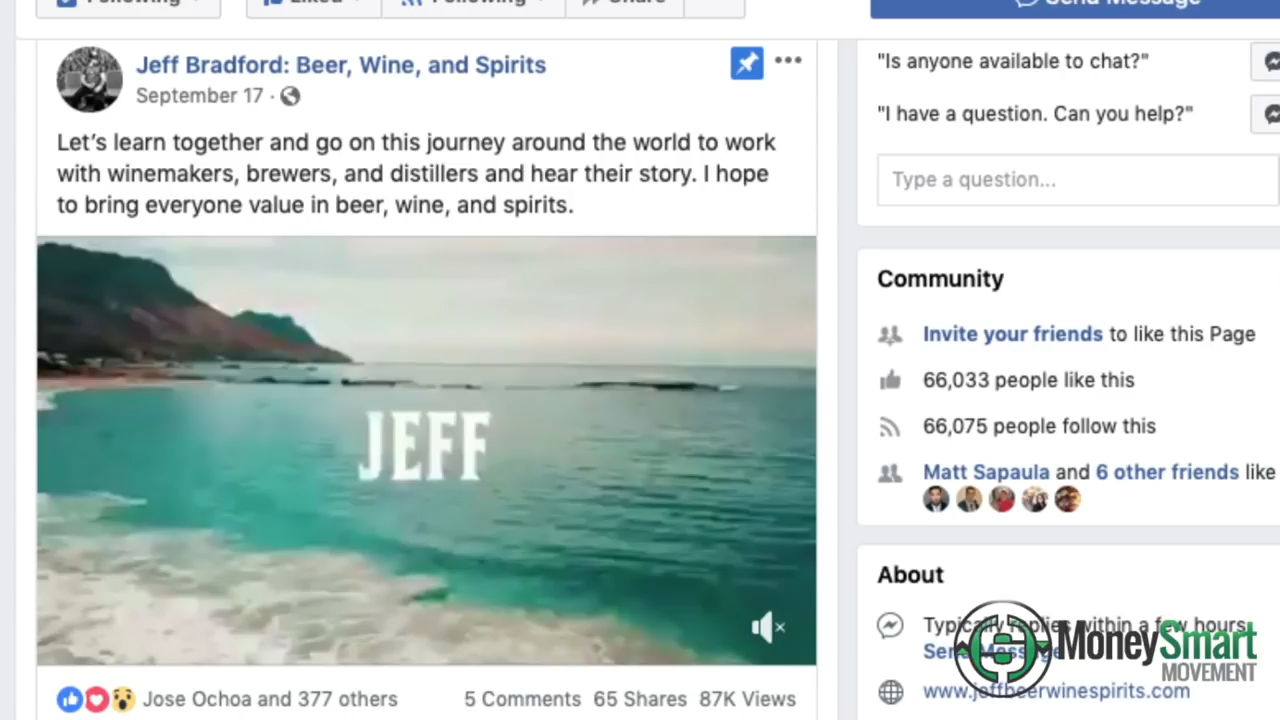 Following
Liked
Following
Share
Send Message
Jeff Bradford: Beer, Wine, and Spirits
September 17 ·
Let's learn together and go on this journey around the world to work
with winemakers, brewers, and distillers and hear their story. I hope
to bring everyone value in beer, wine, and spirits.
JEFF
Jose Ochoa and 377 others
5 Comments 65 Shares 87K Views
"Is anyone available to chat?"
"I have a question. Can you help?"
Type a question...
Community
Invite your friends to like this Page
66,033 people like this
66,075 people follow this
Matt Sapaula and 6 other friends like
About
Typically replies within a few hours
Send Message
www.jeffbeerwinespirits.com
MoneySmart
MOVEMENT